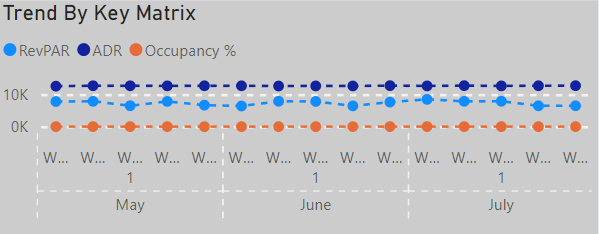 Trend By Key Matrix
RevPAR ADR Occupancy %
10K
0K
W... W... W... W... W... W... W... W... W... W... W... W... W... W... W...
1 1 1
May June July